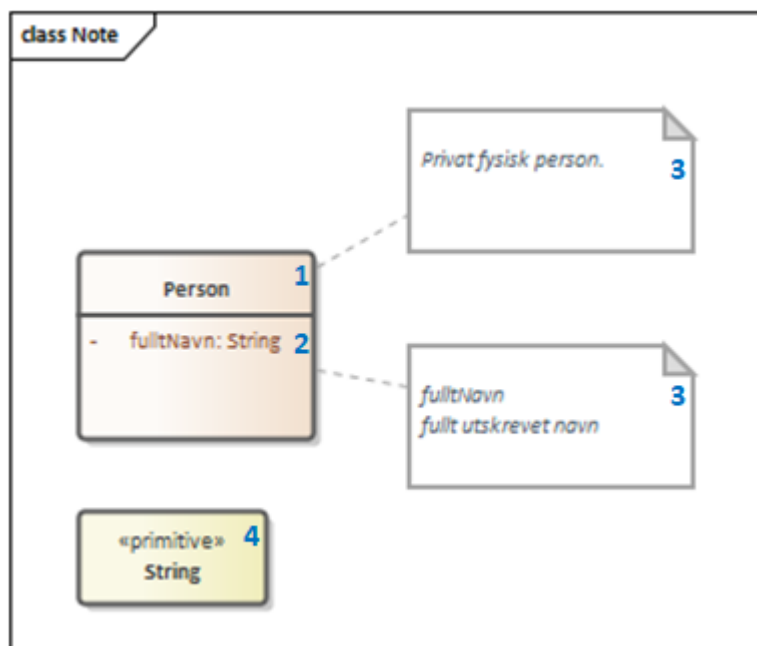 class Note
Privat fysisk person.
3
1
Person
- fulltNavn: String 2
3
fulltNavn
fullt utskrevet navn
«primitive» 4
String